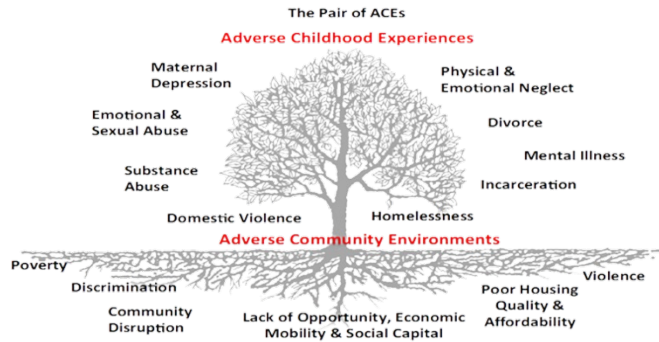 The Pair of ACEs
Adverse Childhood Experiences
Maternal
Depression
Physical &
Emotional Neglect
Emotional &
Sexual Abuse
Divorce
Mental Illness
Substance
Abuse
Incarceration
Domestic Violence
Homelessness
Adverse Community Environments
Poverty
Violence
Discrimination
Poor Housing
Quality &
Affordability
Community
Disruption
Lack of Opportunity, Economic
Mobility & Social Capital